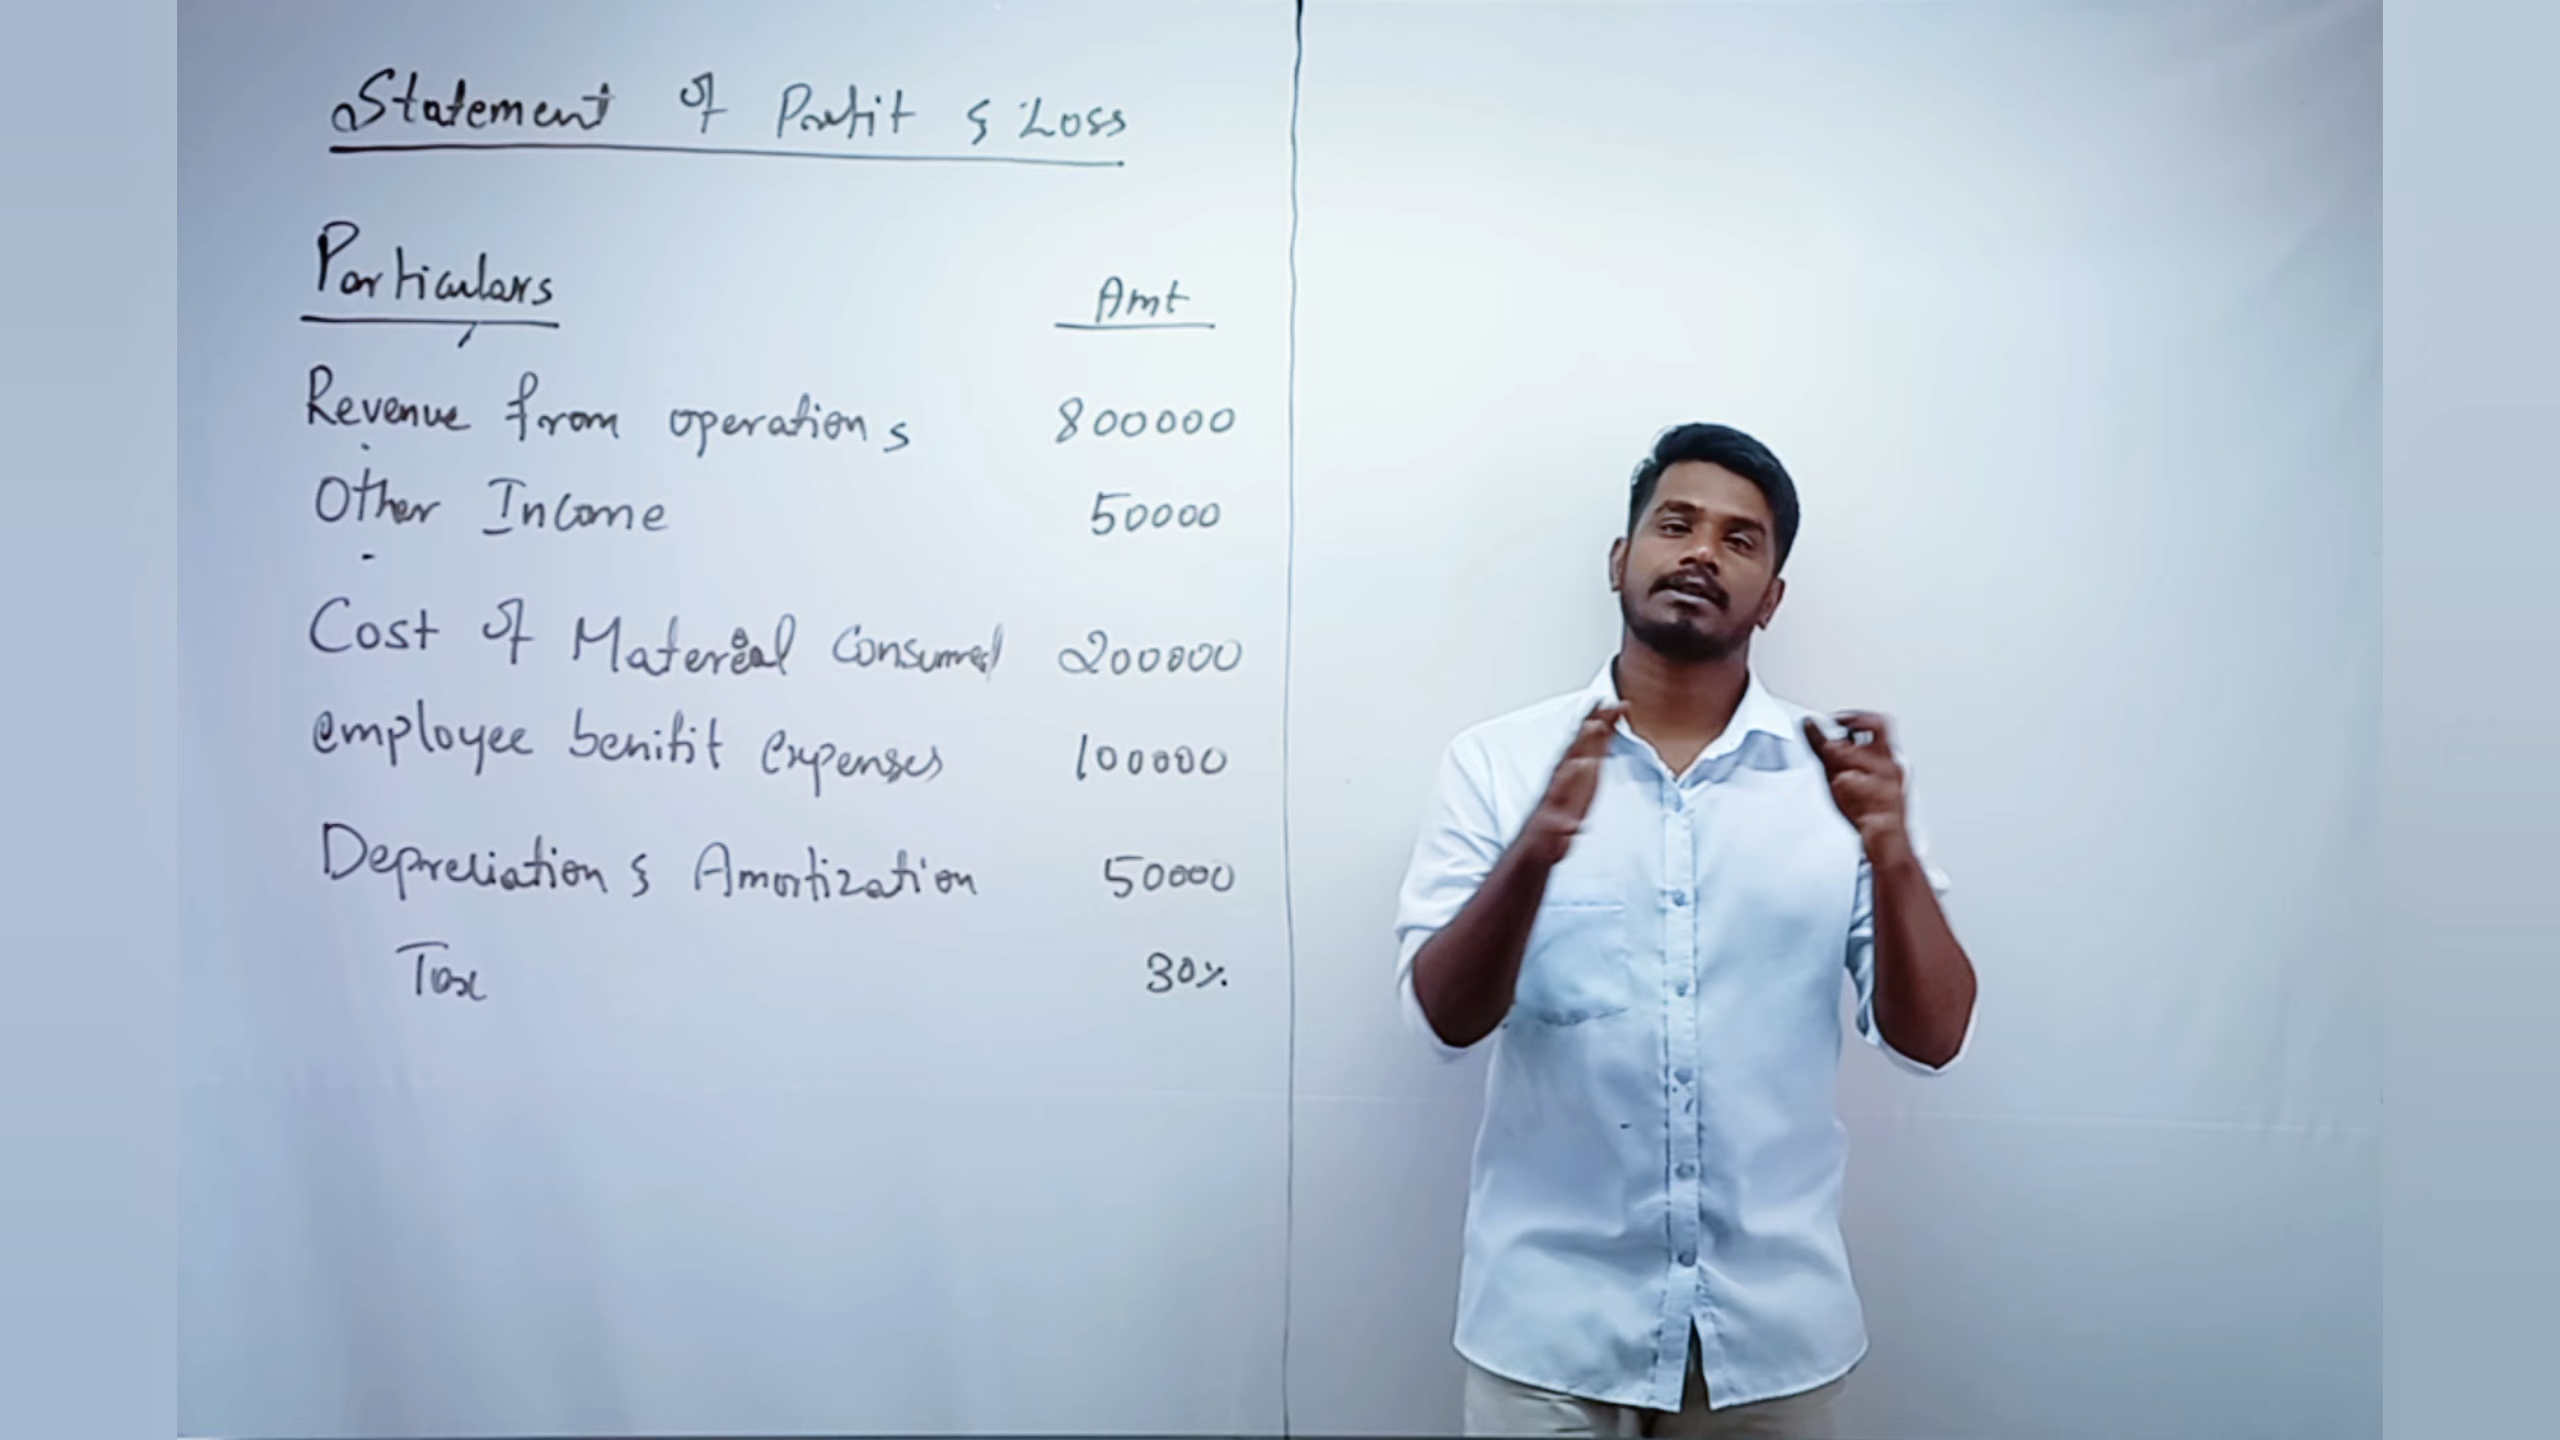 Statement of Profit & Loss
Particulars Amt
Revenue from operations 800000
Other Income 50000
Cost of Material Consumed 200000
employee benifit expenses 100000
Depreciation & Amortization 50000
Tax 30%